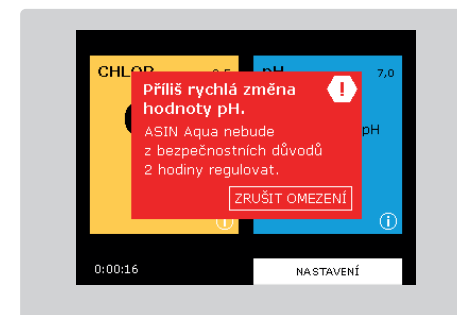 CHLOR
pH 7,0
Příliš rychlá změna
hodnoty pH.
ASIN Aqua nebude
z bezpečnostních důvodů
2 hodiny regulovat.
pH
ZRUŠIT OMEZENÍ
0:00:16
NASTAVENÍ